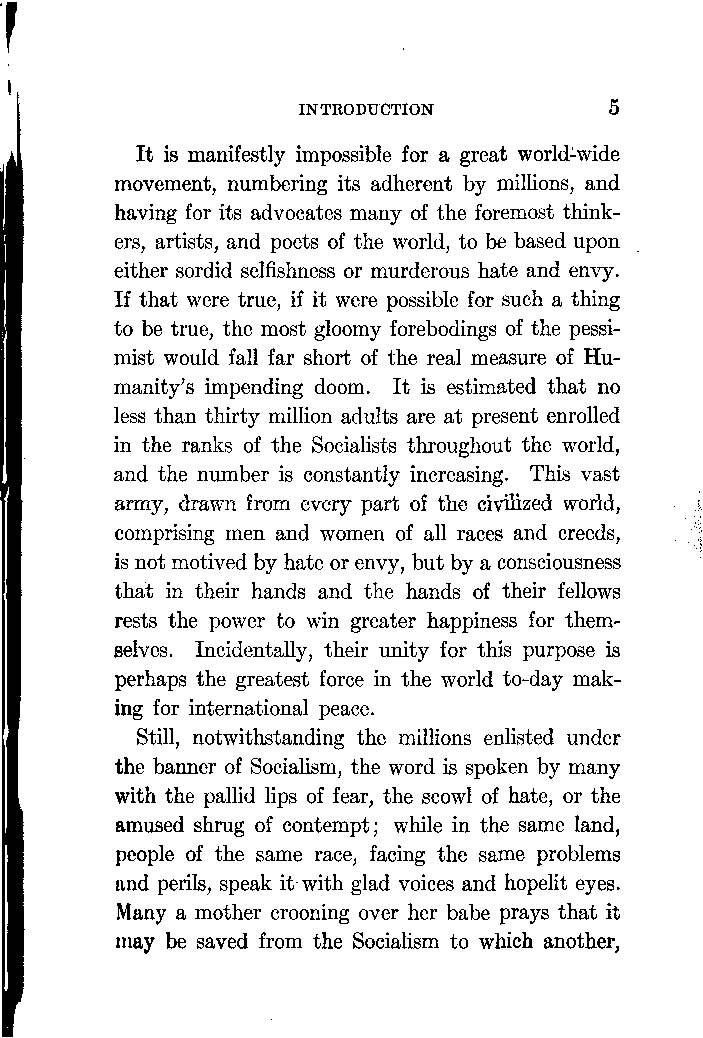 INTRODUCTION 5
It is manifestly impossible for a great world-wide
movement, numbering its adherent by millions, and
having for its advocates many of the foremost think-
ers, artists, and poets of the world, to be based upon
either sordid selfishness or murderous hate and envy.
If that were true, if it were possible for such a thing
to be true, the most gloomy forebodings of the pessi-
mist would fall far short of the real measure of Hu-
manity's impending doom. It is estimated that no
less than thirty million adults are at present enrolled
in the ranks of the Socialists throughout the world,
and the number is constantly increasing. This vast
army, drawn from every part of the civilized world,
comprising men and women of all races and creeds,
is not motived by hate or envy, but by a consciousness
that in their hands and the hands of their fellows
rests the power to win greater happiness for them-
selves. Incidentally, their unity for this purpose is
perhaps the greatest force in the world to-day mak-
ing for international peace.
Still, notwithstanding the millions enlisted under
the banner of Socialism, the word is spoken by many
with the pallid lips of fear, the scowl of hate, or the
amused shrug of contempt; while in the same land,
people of the same race, facing the same problems
and perils, speak it with glad voices and hopelit eyes.
Many a mother crooning over her babe prays that it
may be saved from the Socialism to which another,